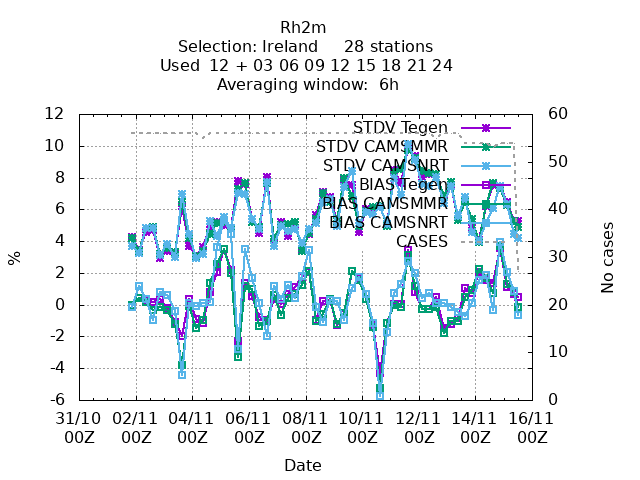 Rh2m
Selection: Ireland 28 stations
Used 12 + 03 06 09 12 15 18 21 24
Averaging window: 6h
12 60
STDV Tegen
10 50
STDV CAMSMMR
STDV CAMSNRT
8 BIAS Tegen
6 40
BIAS CAMSMMR
BIAS CAMSNRT
4 CASES 30
%
No cases
2
0 20
-2
-4 10
-6 0
31/10 02/11 04/11 06/11 08/11 10/11 12/11 14/11 16/11
00Z 00Z 00Z 00Z 00Z 00Z 00Z 00Z 00Z
Date